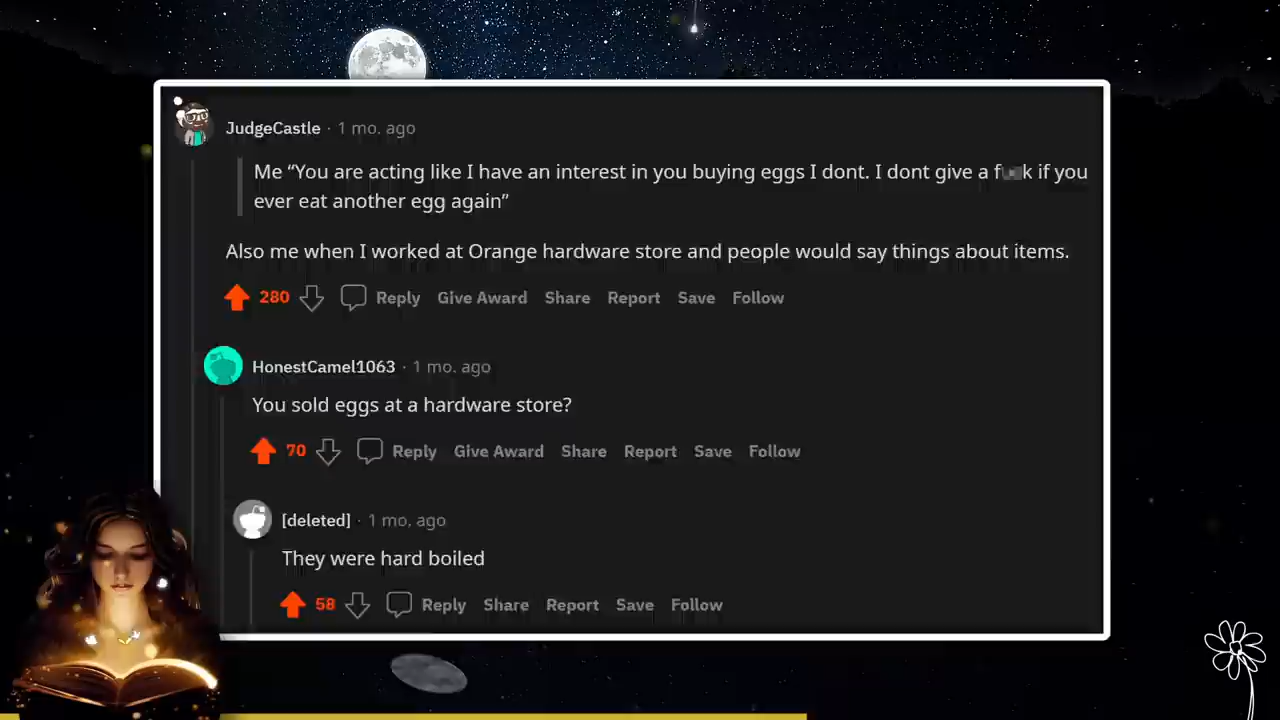 JudgeCastle · 1 mo. ago
Me “You are acting like I have an interest in you buying eggs I dont. I dont give a f k if you
ever eat another egg again”
Also me when I worked at Orange hardware store and people would say things about items.
280 Reply Give Award Share Report Save Follow
HonestCamel1063 · 1 mo. ago
You sold eggs at a hardware store?
70 Reply Give Award Share Report Save Follow
[deleted] · 1 mo. ago
They were hard boiled
58 Reply Share Report Save Follow